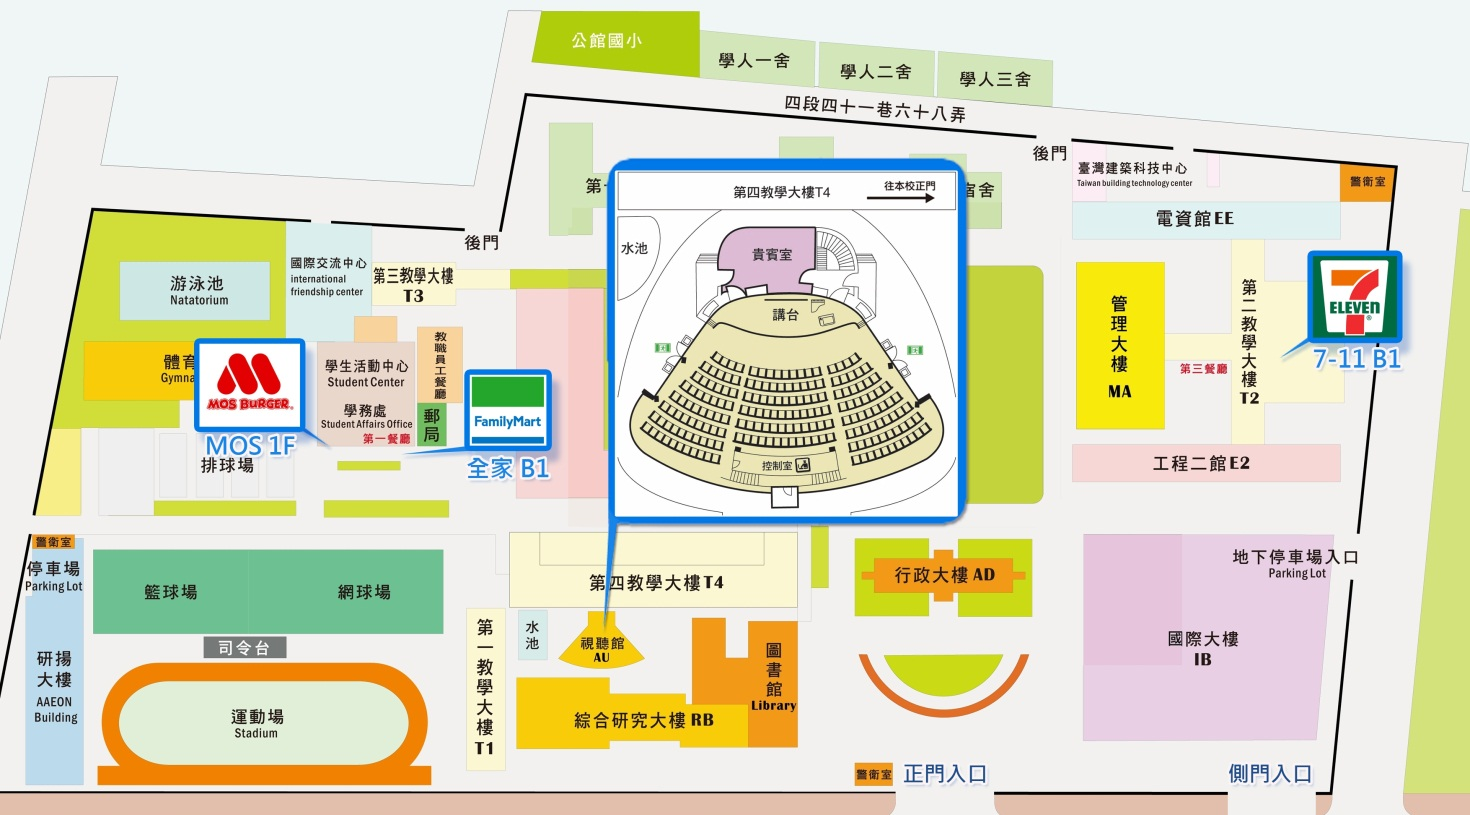 公館國小
學人一舍
學人二舍
學人三舍
四段四十一巷六十八弄
後門
臺灣建築科技中心
Taiwan building technology center
警衛室
電資館EE
第
宿舍
第四教學大樓T4
往本校正門
水池
貴賓室
講台
控制室
後門
國際交流中心
international
friendship center
第三教學大樓
T3
游泳池
Natatorium
體育
Gymna
MOS BURGER
MOS 1F
學生活動中心
Student Center
學務處
Student Affairs Office
第一餐廳
教職員工餐廳
郵局
FamilyMart
全家 B1
排球場
管理大樓
MA
第三餐廳
第二教學大樓
T2
7
ELEVEN
7-11 B1
工程二館E2
警衛室
停車場
Parking Lot
籃球場
網球場
司令台
研揚
大樓
AAEON
Building
運動場
Stadium
第一教學大樓
T1
第四教學大樓T4
水池
視聽館
AU
圖書館
Library
綜合研究大樓 RB
行政大樓 AD
地下停車場入口
Parking Lot
國際大樓
IB
警衛室
正門入口
側門入口